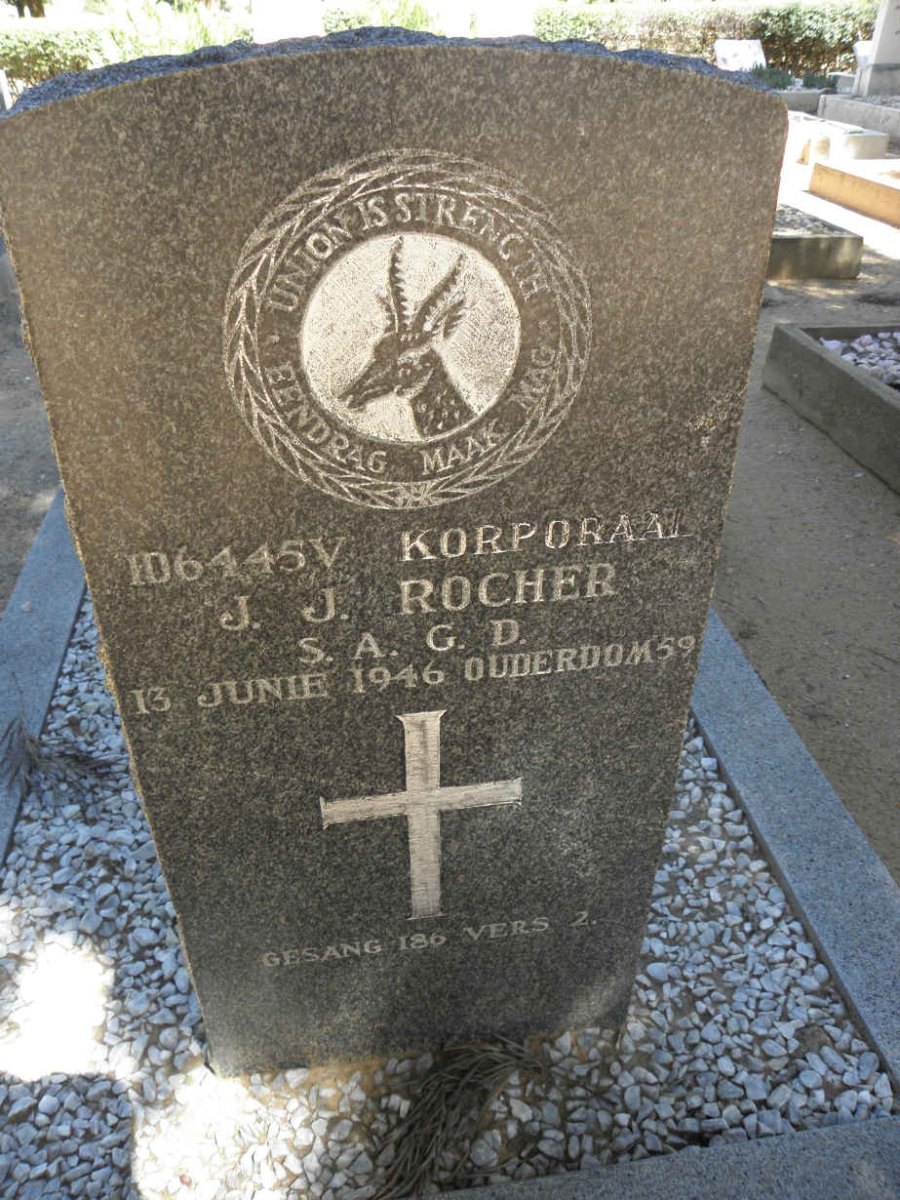 UNION IS STRENGTH
EENDRAG MAAK MAG
1D6445V KORPORAAL
J. J. ROCHER
S. A. G. D.
13 JUNIE 1946 OUDERDOM 59
GESANG 186 VERS 2.